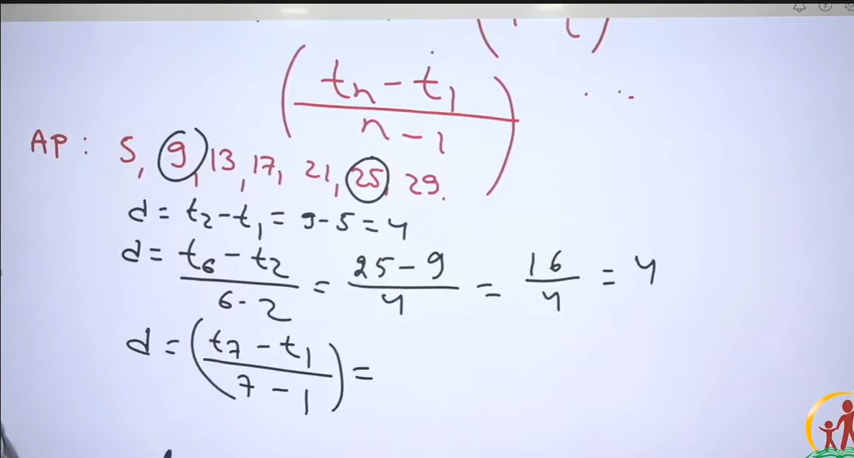 (tn - t1 / n - 1)
AP : 5, 9, 13, 17, 21, 25, 29.
d = t2 - t1 = 9 - 5 = 4
d = t6 - t2 / 6 - 2 = 25 - 9 / 4 = 16 / 4 = 4
d = (t7 - t1 / 7 - 1) =